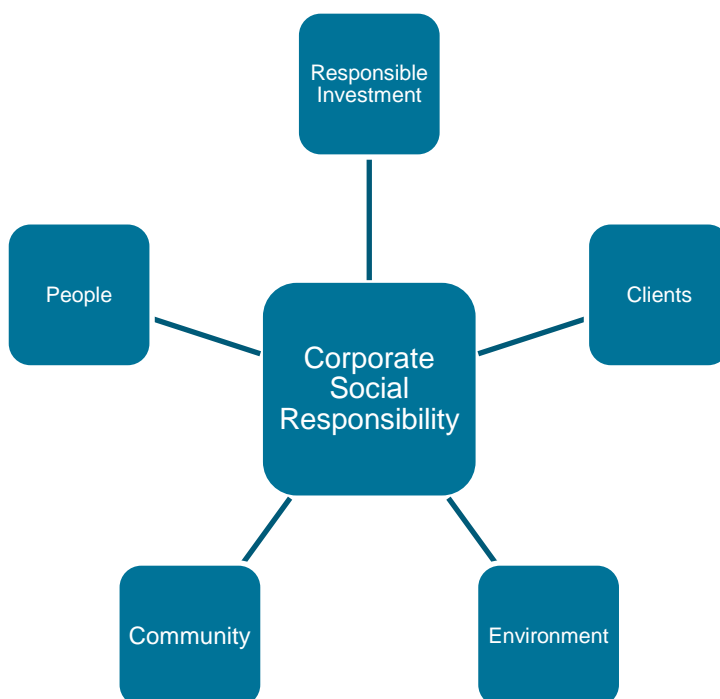 Responsible
Investment
People
Clients
Corporate
Social
Responsibility
Community
Environment